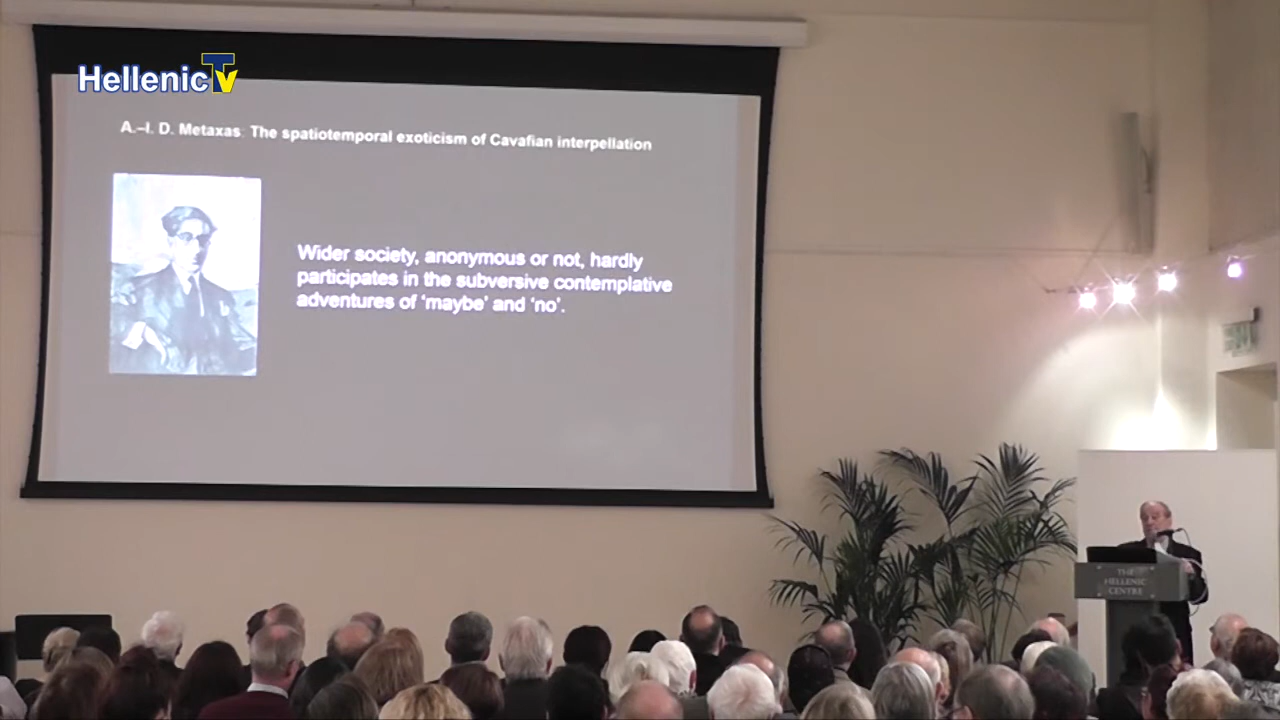 HellenicTv
A.–I. D. Metaxas: The spatiotemporal exoticism of Cavafian interpellation
Wider society, anonymous or not, hardly
participates in the subversive contemplative
adventures of ‘maybe’ and ‘no’.
THE
HELLENIC
CENTRE